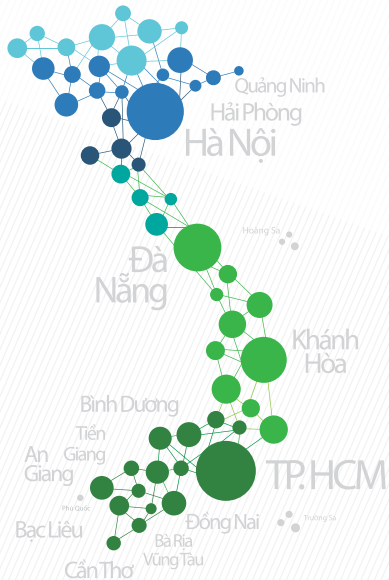 Quảng Ninh
Hải Phòng
Hà Nội
Hoàng Sa
Đà
Nẵng
Khánh
Hòa
Bình Dương
Tiền
Giang
An
Giang
TP.HCM
Phú Quốc
Trường Sa
Đồng Nai
Bạc Liêu
Bà Rịa
Vũng Tàu
Cần Thơ